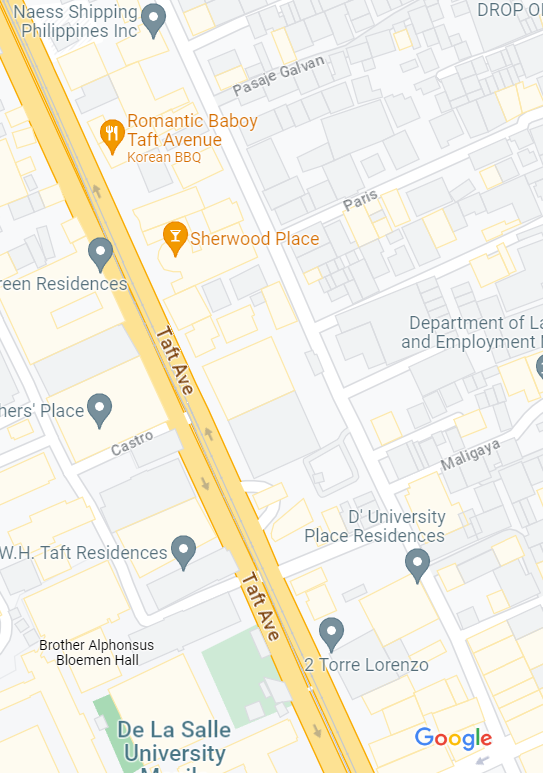 Naess Shipping
Philippines Inc
DROP
Pasaje Galvan
Romantic Baboy
Taft Avenue
Korean BBQ
Paris
Sherwood Place
reen Residences
Department of La
and Employment
Taft Ave
hers' Place
Castro
Maligaya
D' University
Place Residences
W.H. Taft Residences
Taft Ave
Brother Alphonsus
Bloemen Hall
2 Torre Lorenzo
De La Salle
University
Google